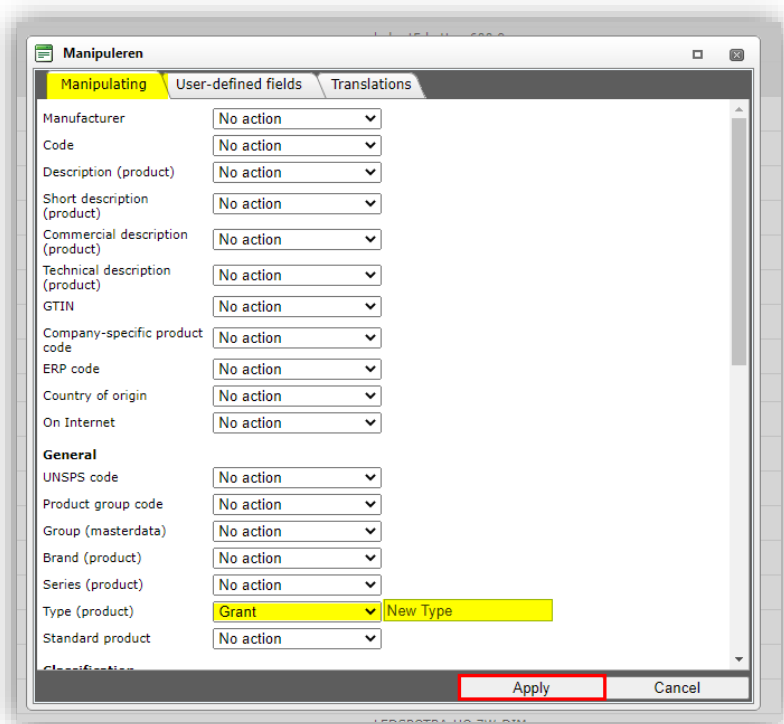 Manipuleren
Manipulating User-defined fields Translations
Manufacturer No action
Code No action
Description (product) No action
Short description
(product) No action
Commercial description
(product) No action
Technical description
(product) No action
GTIN No action
Company-specific product
code No action
ERP code No action
Country of origin No action
On Internet No action
General
UNSPS code No action
Product group code No action
Group (masterdata) No action
Brand (product) No action
Series (product) No action
Type (product) Grant New Type
Standard product No action
Classification
Apply Cancel